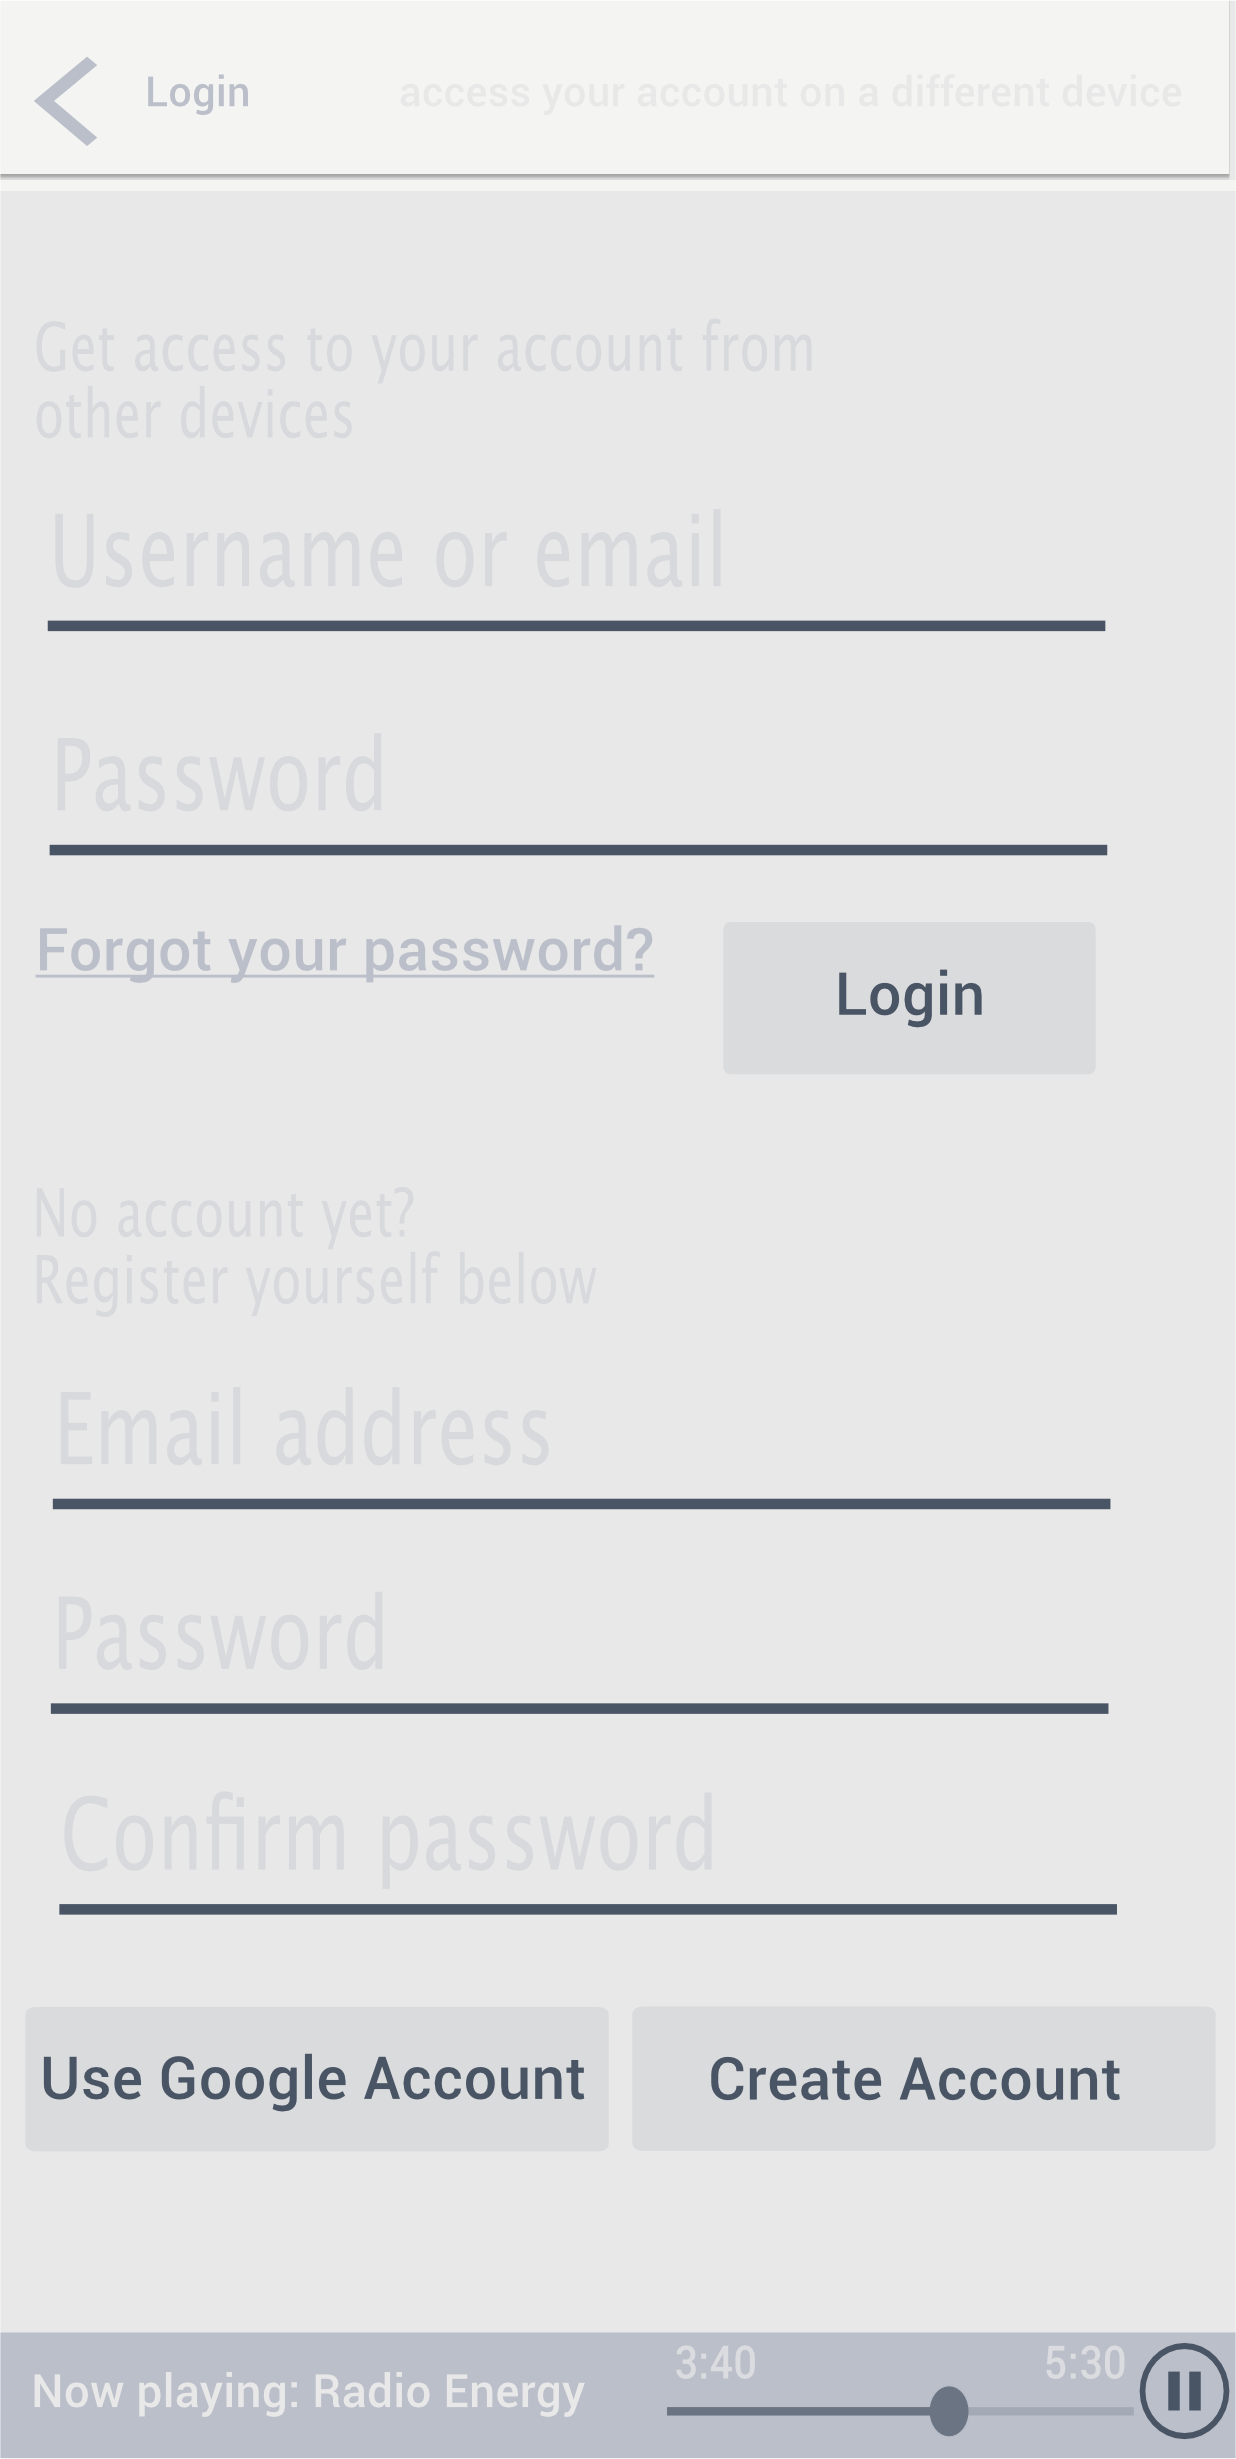 Login access your account on a different device
Get access to your account from
other devices
Username or email
Password
Forgot your password?
Login
No account yet?
Register yourself below
Email address
Password
Confirm password
Use Google Account Create Account
3:40 5:30
Now playing: Radio Energy